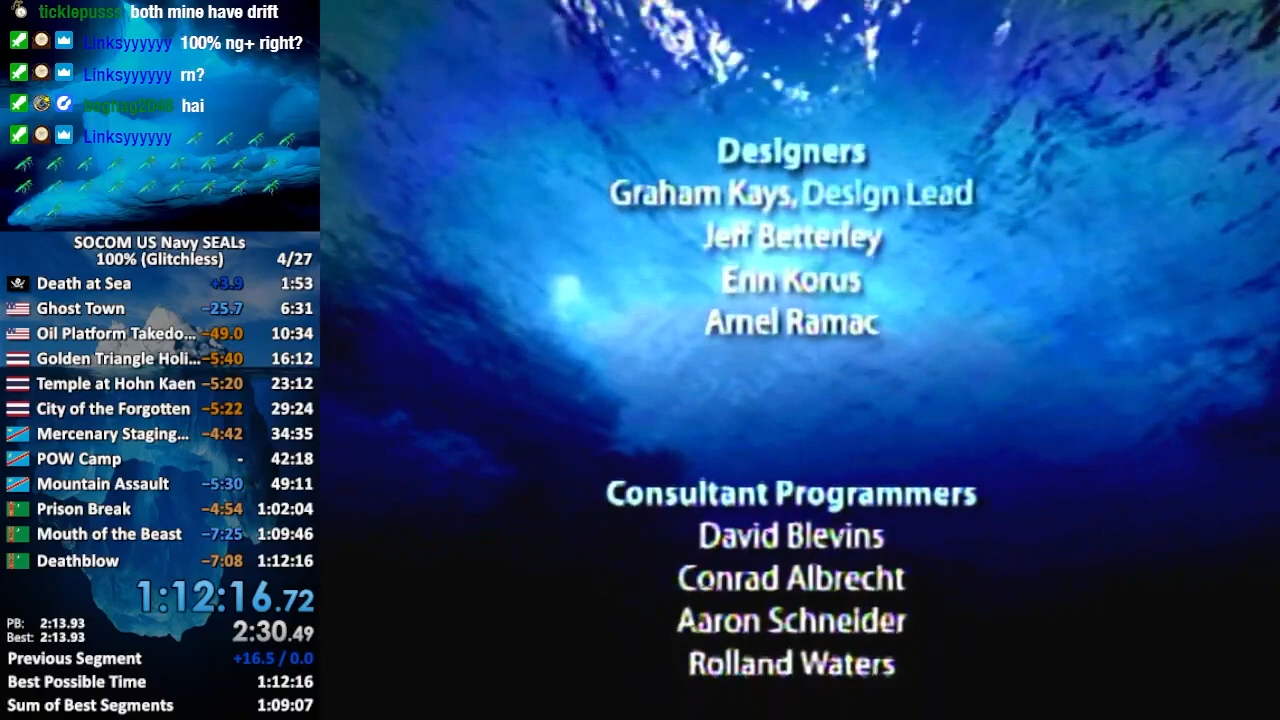 ticklepusss both mine have drift
Linksyyyyyy 100% ng+ right?
Linksyyyyyy rn?
hai
Linksyyyyyy
SOCOM US Navy SEALs
100% (Glitchless) 4/27
Death at Sea +3.9 1:53
Ghost Town −25.7 6:31
Oil Platform Takedo... −49.0 10:34
Golden Triangle Holi... −5:40 16:12
Temple at Hohn Kaen −5:20 23:12
City of the Forgotten −5:22 29:24
Mercenary Staging... −4:42 34:35
POW Camp - 42:18
Mountain Assault −5:30 49:11
Prison Break −4:54 1:02:04
Mouth of the Beast −7:25 1:09:46
Deathblow −7:08 1:12:16
1:12:16.72
PB: 2:13.93
Best: 2:13.93
2:30.49
Previous Segment +16.5 / 0.0
Best Possible Time 1:12:16
Sum of Best Segments 1:09:07
Designers
Graham Kays, Design Lead
Jeff Betterley
Erin Korus
Arnel Ramac
Consultant Programmers
David Blevins
Conrad Albrecht
Aaron Schneider
Rolland Waters